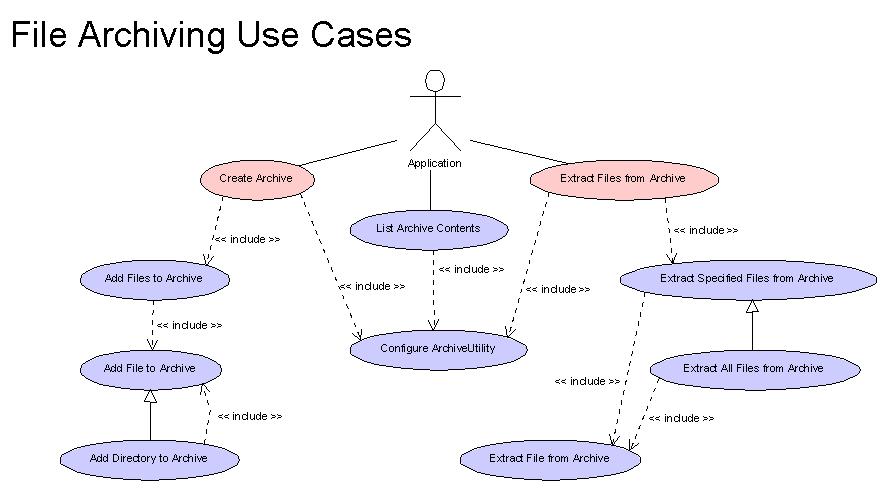 File Archiving Use Cases
Application
Create Archive
Extract Files from Archive
List Archive Contents
<< include >>
<< include >>
<< include >>
<< include >>
<< include >>
Add Files to Archive
Extract Specified Files from Archive
<< include >>
Configure ArchiveUtility
Add File to Archive
Extract All Files from Archive
<< include >>
<< include >>
<< include >>
Add Directory to Archive
Extract File from Archive